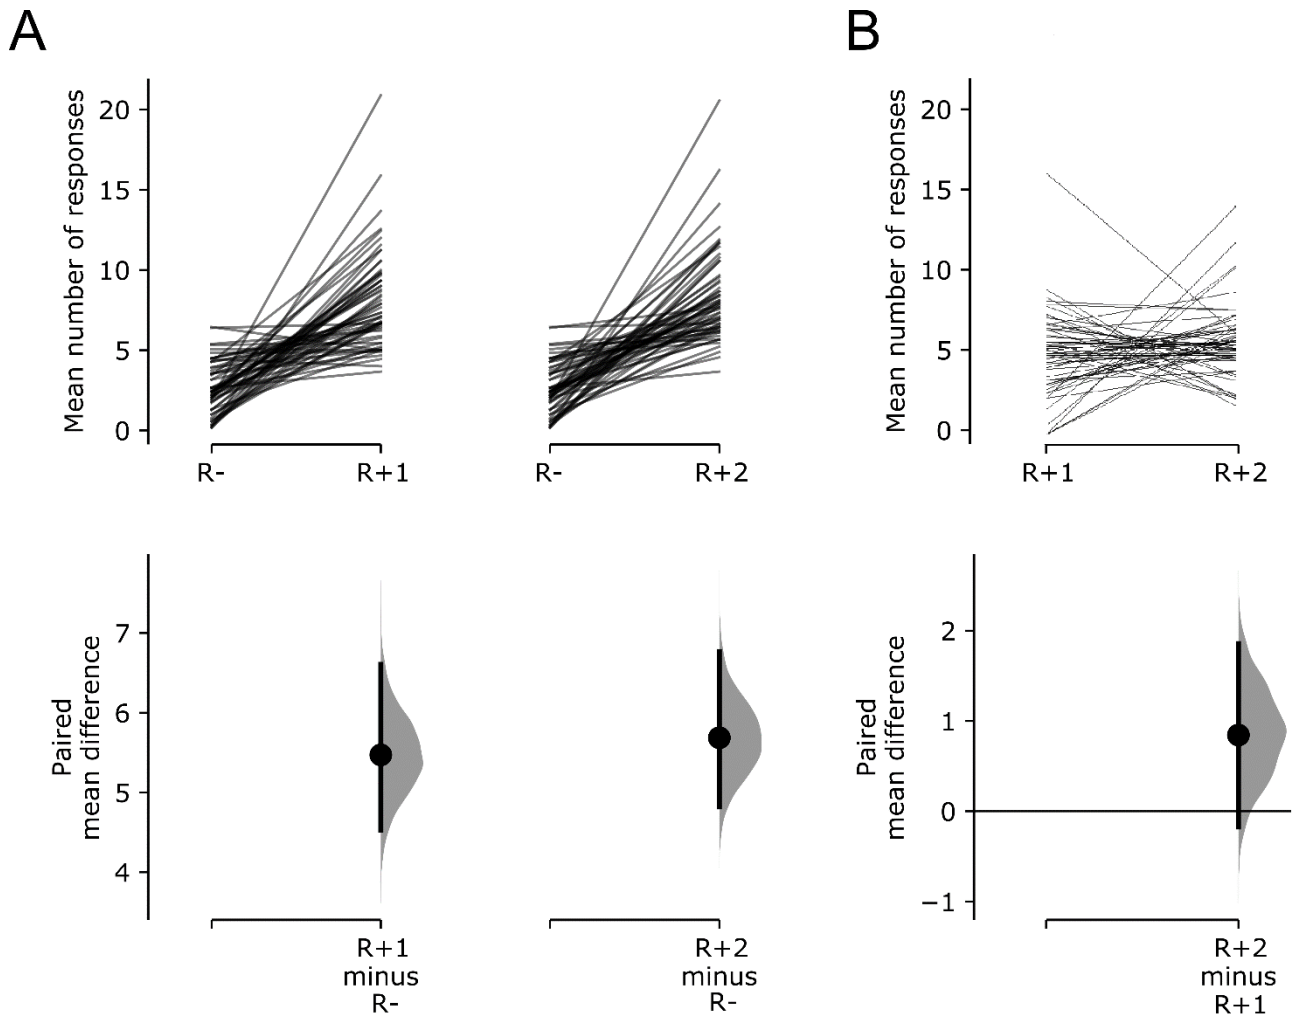 A
B
Mean number of responses
20
15
10
5
0
R-
R+1
R-
R+2
Mean number of responses
20
15
10
5
0
R+1
R+2
Paired
mean difference
7
6
5
4
R+1
minus
R-
R+2
minus
R-
Paired
mean difference
2
1
0
−1
R+2
minus
R+1